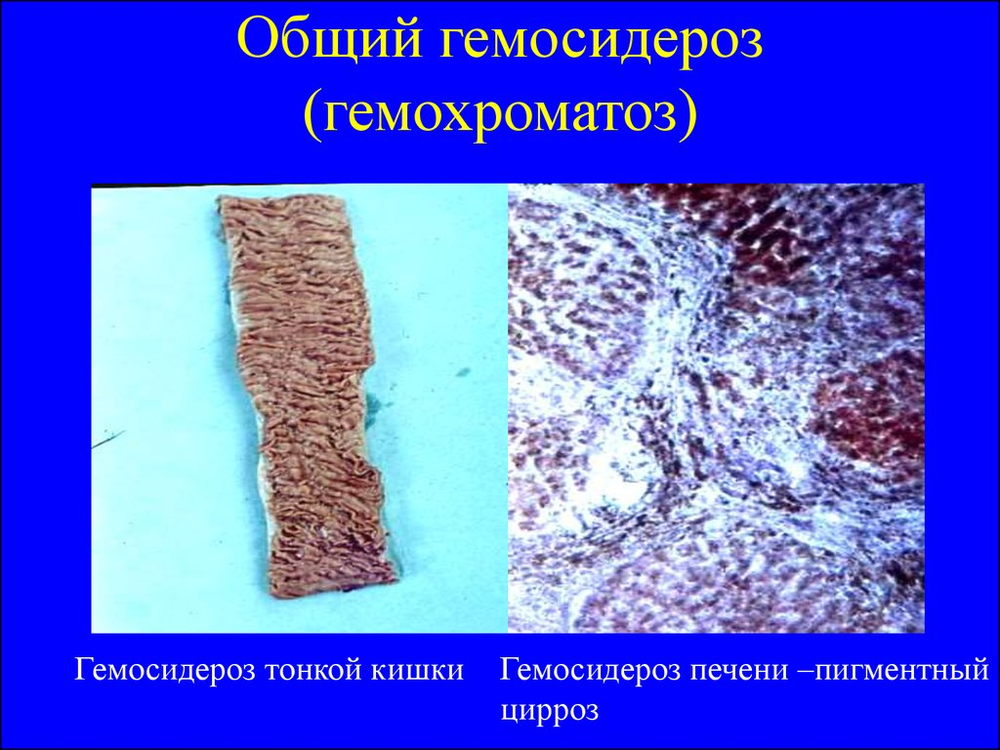 Общий гемосидероз
(гемохроматоз)
Гемосидероз тонкой кишки
Гемосидероз печени –пигментный
цирроз